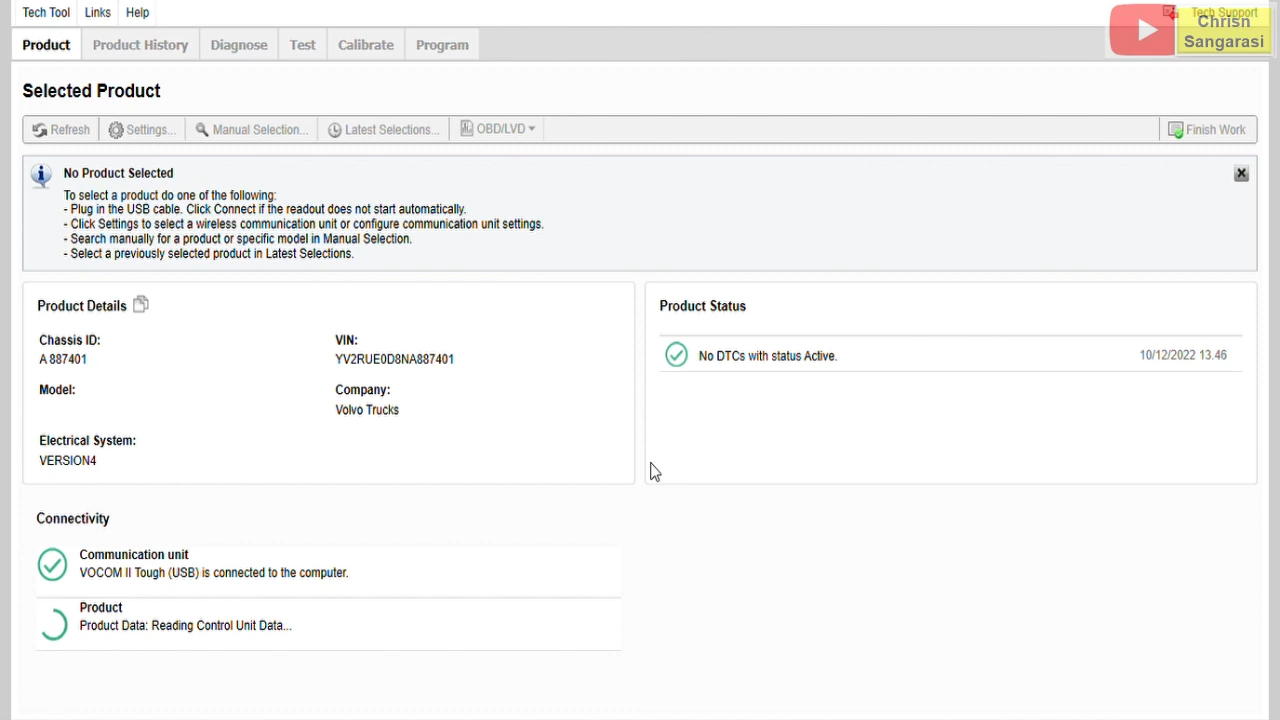 Tech Tool Links Help
Tech Support
Chrisn
Sangarasi
Product Product History Diagnose Test Calibrate Program
Selected Product
Refresh Settings... Manual Selection... Latest Selections... OBD/LVD Finish Work
No Product Selected
To select a product do one of the following:
- Plug in the USB cable. Click Connect if the readout does not start automatically.
- Click Settings to select a wireless communication unit or configure communication unit settings.
- Search manually for a product or specific model in Manual Selection.
- Select a previously selected product in Latest Selections.
Product Details
Chassis ID: VIN:
A 887401 YV2RUE0D8NA887401
Model: Company:
Volvo Trucks
Electrical System:
VERSION4
Product Status
No DTCs with status Active. 10/12/2022 13.46
Connectivity
Communication unit
VOCOM II Tough (USB) is connected to the computer.
Product
Product Data: Reading Control Unit Data...